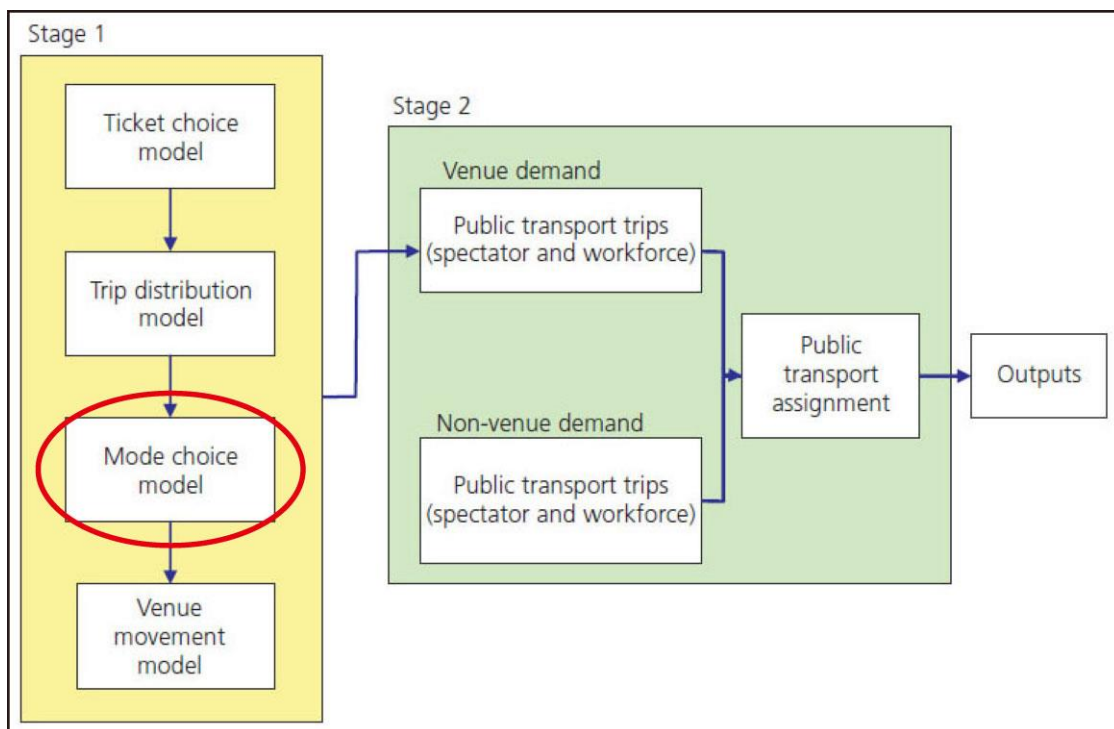 Stage 1
Ticket choice
model
Trip distribution
model
Mode choice
model
Venue
movement
model
Stage 2
Venue demand
Public transport trips
(spectator and workforce)
Non-venue demand
Public transport trips
(spectator and workforce)
Public
transport
assignment
Outputs